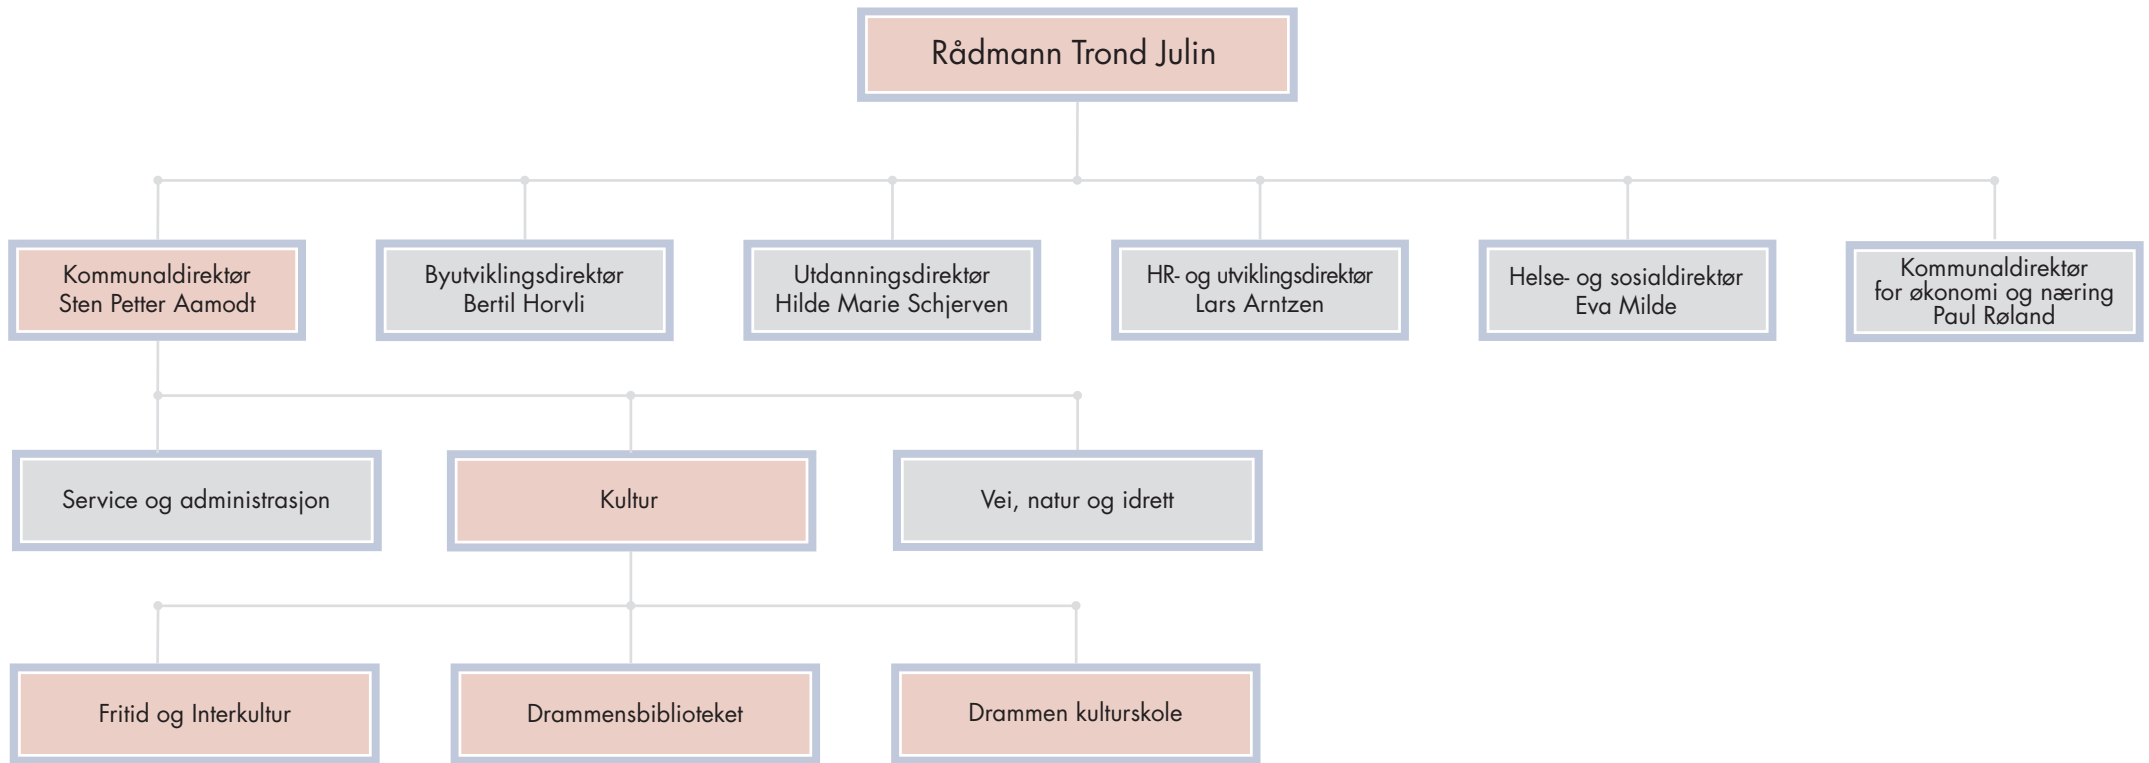 Rådmann Trond Julin
Kommunaldirektør
Sten Petter Aamodt
Byutviklingsdirektør
Bertil Horvli
Utdanningsdirektør
Hilde Marie Schjerven
HR- og utviklingsdirektør
Lars Arntzen
Helse- og sosialdirektør
Eva Milde
Kommunaldirektør
for økonomi og næring
Paul Røland
Service og administrasjon
Kultur
Vei, natur og idrett
Fritid og Interkultur
Drammensbiblioteket
Drammen kulturskole